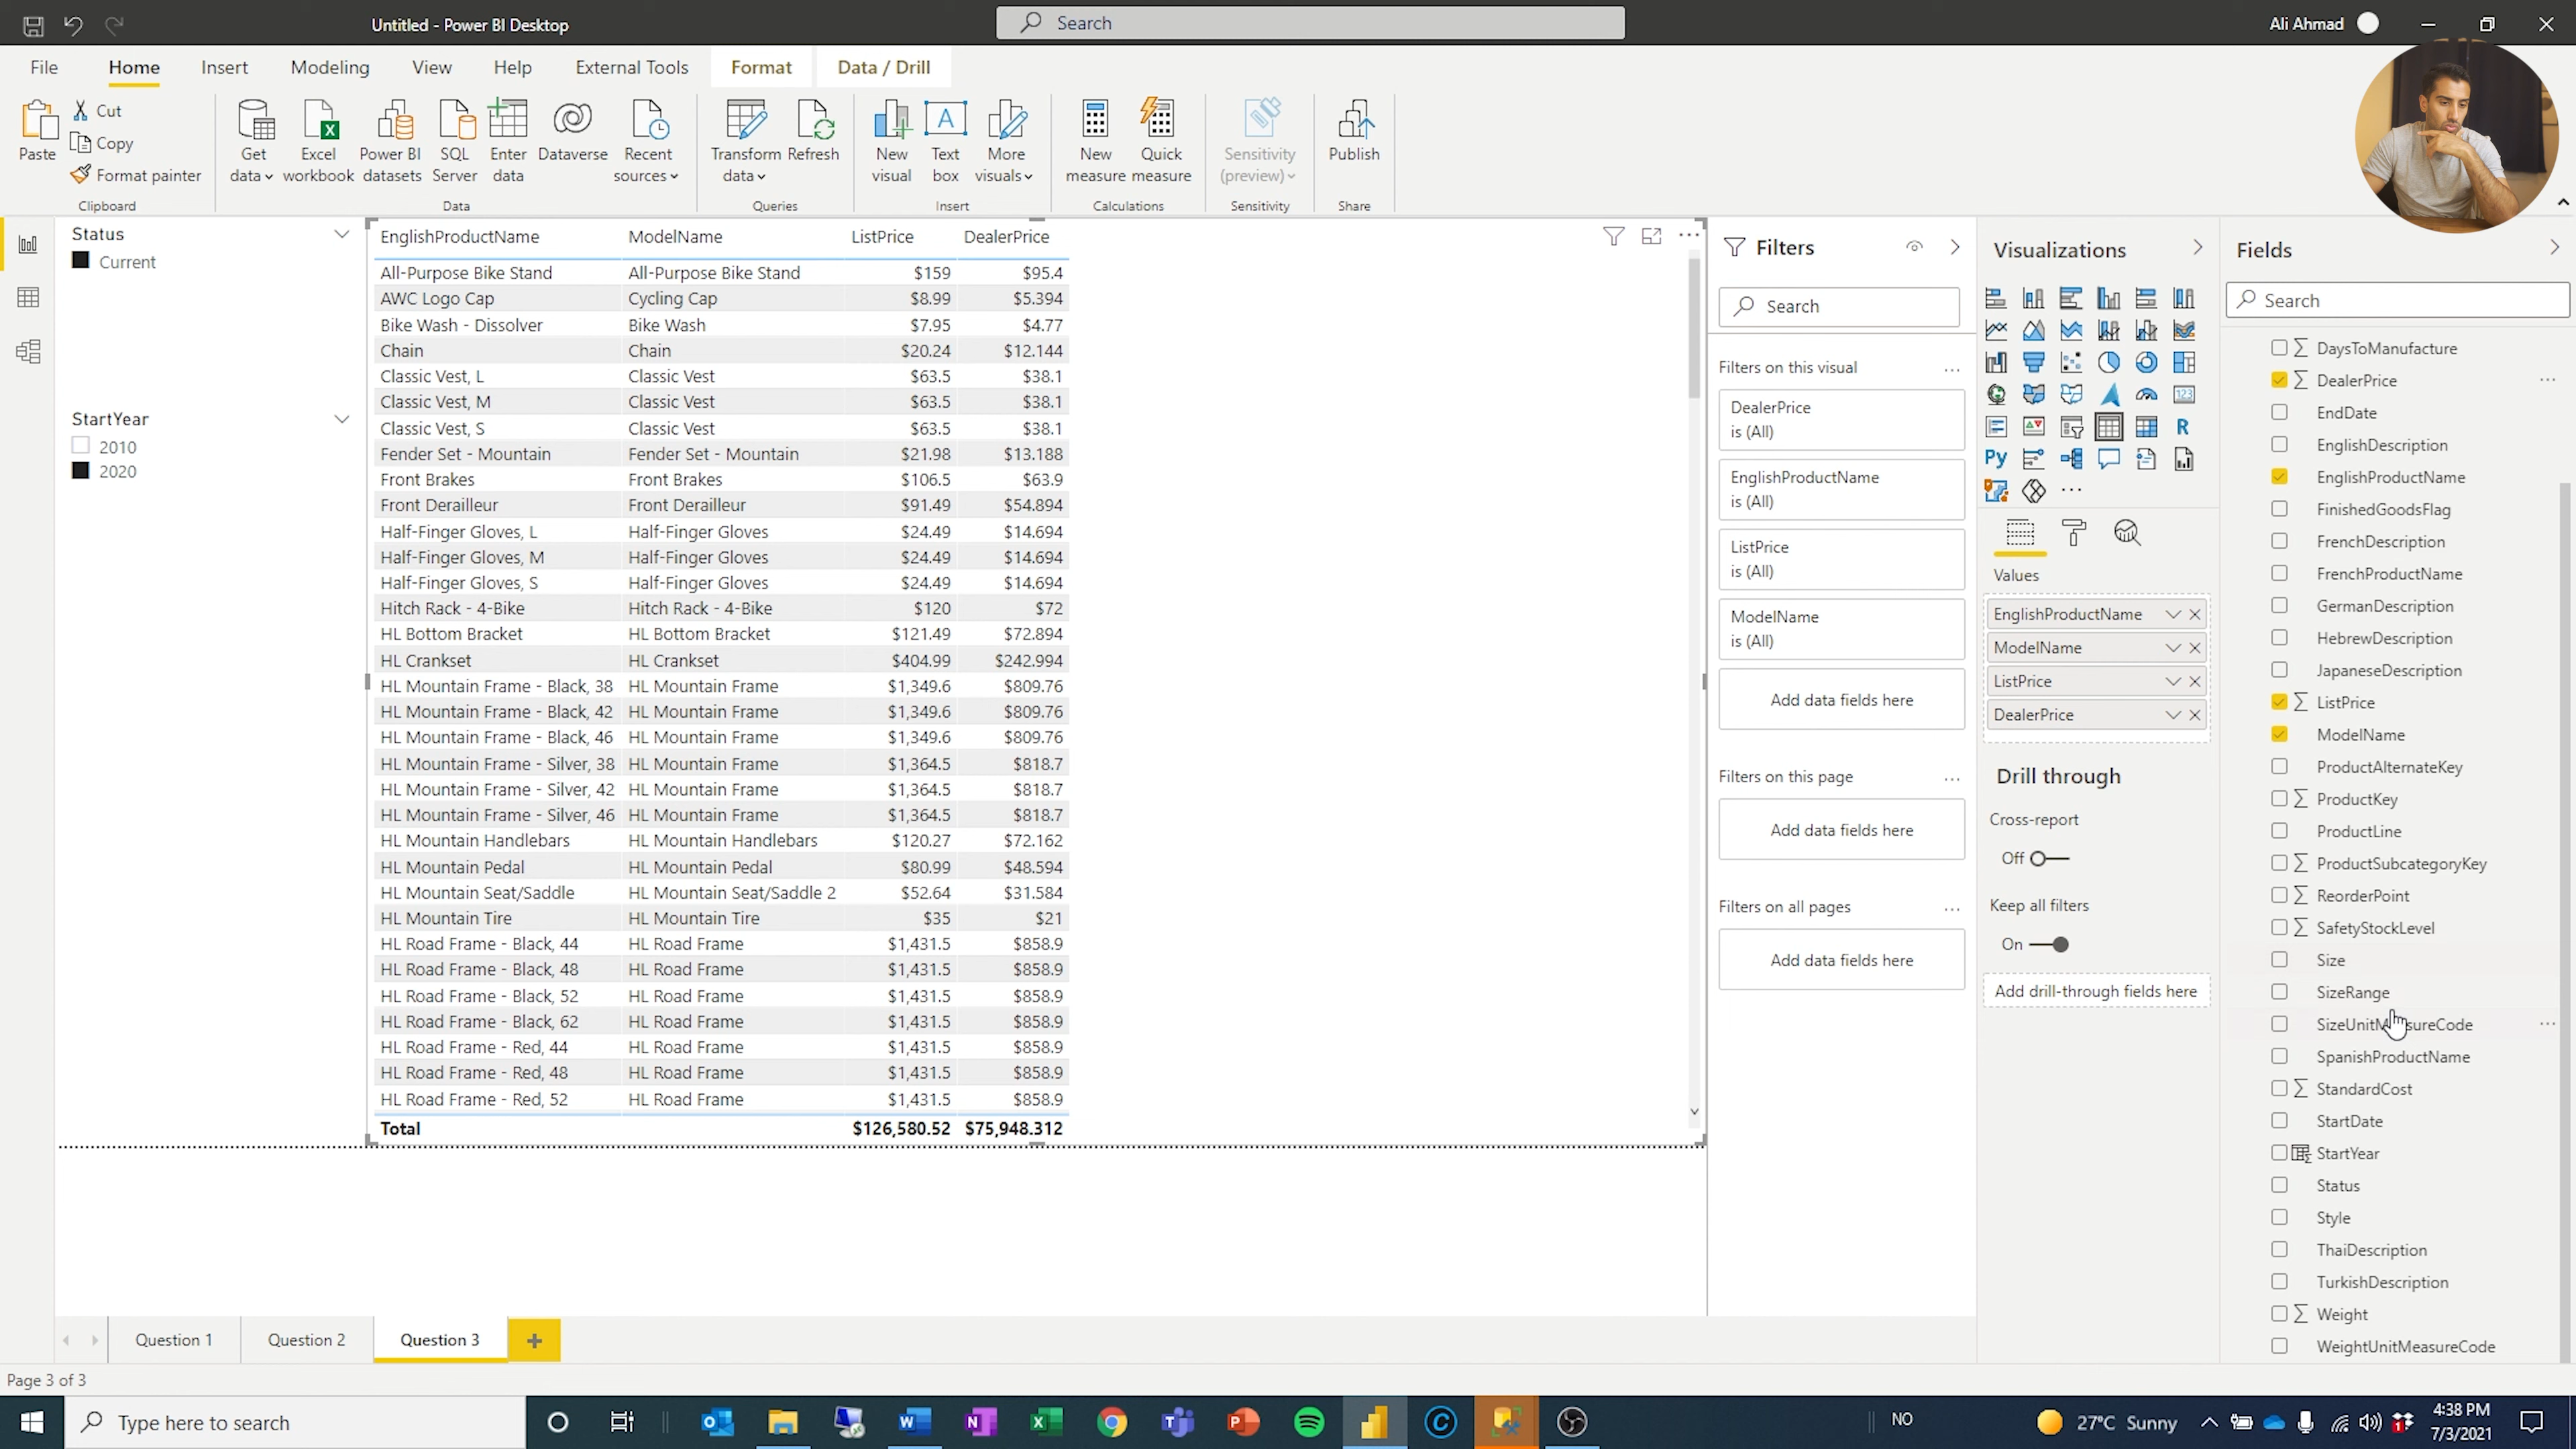 Untitled - Power BI Desktop
Search
Ali Ahmad
File
Home
Insert
Modeling
View
Help
External Tools
Format
Data / Drill
Paste
Cut
Copy
Format painter
Clipboard
Get data
Excel workbook
Power BI datasets
SQL Server
Enter data
Dataverse
Recent sources
Data
Transform data
Refresh
Queries
New visual
Text box
More visuals
Insert
New measure
Quick measure
Calculations
Sensitivity (preview)
Sensitivity
Publish
Share
Status
Current
StartYear
2010
2020
EnglishProductName ModelName ListPrice DealerPrice
All-Purpose Bike Stand All-Purpose Bike Stand $159 $95.4
AWC Logo Cap Cycling Cap $8.99 $5.394
Bike Wash - Dissolver Bike Wash $7.95 $4.77
Chain Chain $20.24 $12.144
Classic Vest, L Classic Vest $63.5 $38.1
Classic Vest, M Classic Vest $63.5 $38.1
Classic Vest, S Classic Vest $63.5 $38.1
Fender Set - Mountain Fender Set - Mountain $21.98 $13.188
Front Brakes Front Brakes $106.5 $63.9
Front Derailleur Front Derailleur $91.49 $54.894
Half-Finger Gloves, L Half-Finger Gloves $24.49 $14.694
Half-Finger Gloves, M Half-Finger Gloves $24.49 $14.694
Half-Finger Gloves, S Half-Finger Gloves $24.49 $14.694
Hitch Rack - 4-Bike Hitch Rack - 4-Bike $120 $72
HL Bottom Bracket HL Bottom Bracket $121.49 $72.894
HL Crankset HL Crankset $404.99 $242.994
HL Mountain Frame - Black, 38 HL Mountain Frame $1,349.6 $809.76
HL Mountain Frame - Black, 42 HL Mountain Frame $1,349.6 $809.76
HL Mountain Frame - Black, 46 HL Mountain Frame $1,349.6 $809.76
HL Mountain Frame - Silver, 38 HL Mountain Frame $1,364.5 $818.7
HL Mountain Frame - Silver, 42 HL Mountain Frame $1,364.5 $818.7
HL Mountain Frame - Silver, 46 HL Mountain Frame $1,364.5 $818.7
HL Mountain Handlebars HL Mountain Handlebars $120.27 $72.162
HL Mountain Pedal HL Mountain Pedal $80.99 $48.594
HL Mountain Seat/Saddle HL Mountain Seat/Saddle 2 $52.64 $31.584
HL Mountain Tire HL Mountain Tire $35 $21
HL Road Frame - Black, 44 HL Road Frame $1,431.5 $858.9
HL Road Frame - Black, 48 HL Road Frame $1,431.5 $858.9
HL Road Frame - Black, 52 HL Road Frame $1,431.5 $858.9
HL Road Frame - Black, 62 HL Road Frame $1,431.5 $858.9
HL Road Frame - Red, 44 HL Road Frame $1,431.5 $858.9
HL Road Frame - Red, 48 HL Road Frame $1,431.5 $858.9
HL Road Frame - Red, 52 HL Road Frame $1,431.5 $858.9
Total $126,580.52 $75,948.312
Filters
Search
Filters on this visual
DealerPrice
is (All)
EnglishProductName
is (All)
ListPrice
is (All)
ModelName
is (All)
Add data fields here
Filters on this page
Add data fields here
Filters on all pages
Add data fields here
Visualizations
123
R
Py
Values
EnglishProductName
ModelName
ListPrice
DealerPrice
Drill through
Cross-report
Off
Keep all filters
On
Add drill-through fields here
Fields
Search
DaysToManufacture
DealerPrice
EndDate
EnglishDescription
EnglishProductName
FinishedGoodsFlag
FrenchDescription
FrenchProductName
GermanDescription
HebrewDescription
JapaneseDescription
ListPrice
ModelName
ProductAlternateKey
ProductKey
ProductLine
ProductSubcategoryKey
ReorderPoint
SafetyStockLevel
Size
SizeRange
SizeUnitMeasureCode
SpanishProductName
StandardCost
StartDate
StartYear
Status
Style
ThaiDescription
TurkishDescription
Weight
WeightUnitMeasureCode
Question 1
Question 2
Question 3
Page 3 of 3
Type here to search
NO
27°C Sunny
4:38 PM
7/3/2021